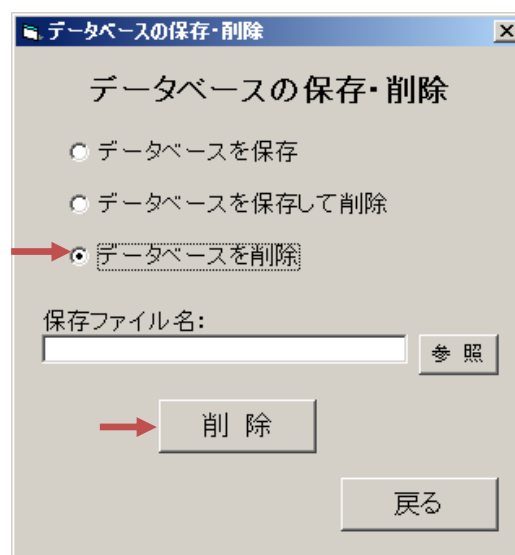 データベースの保存・削除
データベースの保存・削除
データベースを保存
データベースを保存して削除
データベースを削除
保存ファイル名:
参 照
削 除
戻る